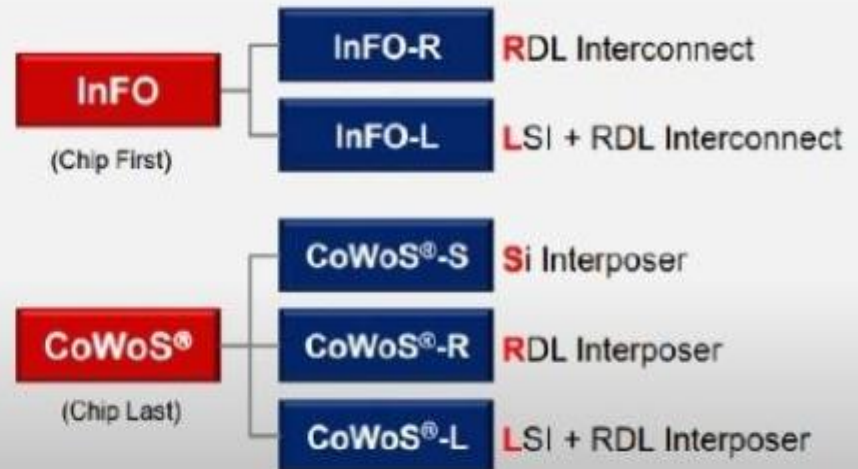 InFO
(Chip First)
InFO-R RDL Interconnect
InFO-L LSI + RDL Interconnect
CoWoS®
(Chip Last)
CoWoS®-S Si Interposer
CoWoS®-R RDL Interposer
CoWoS®-L LSI + RDL Interposer